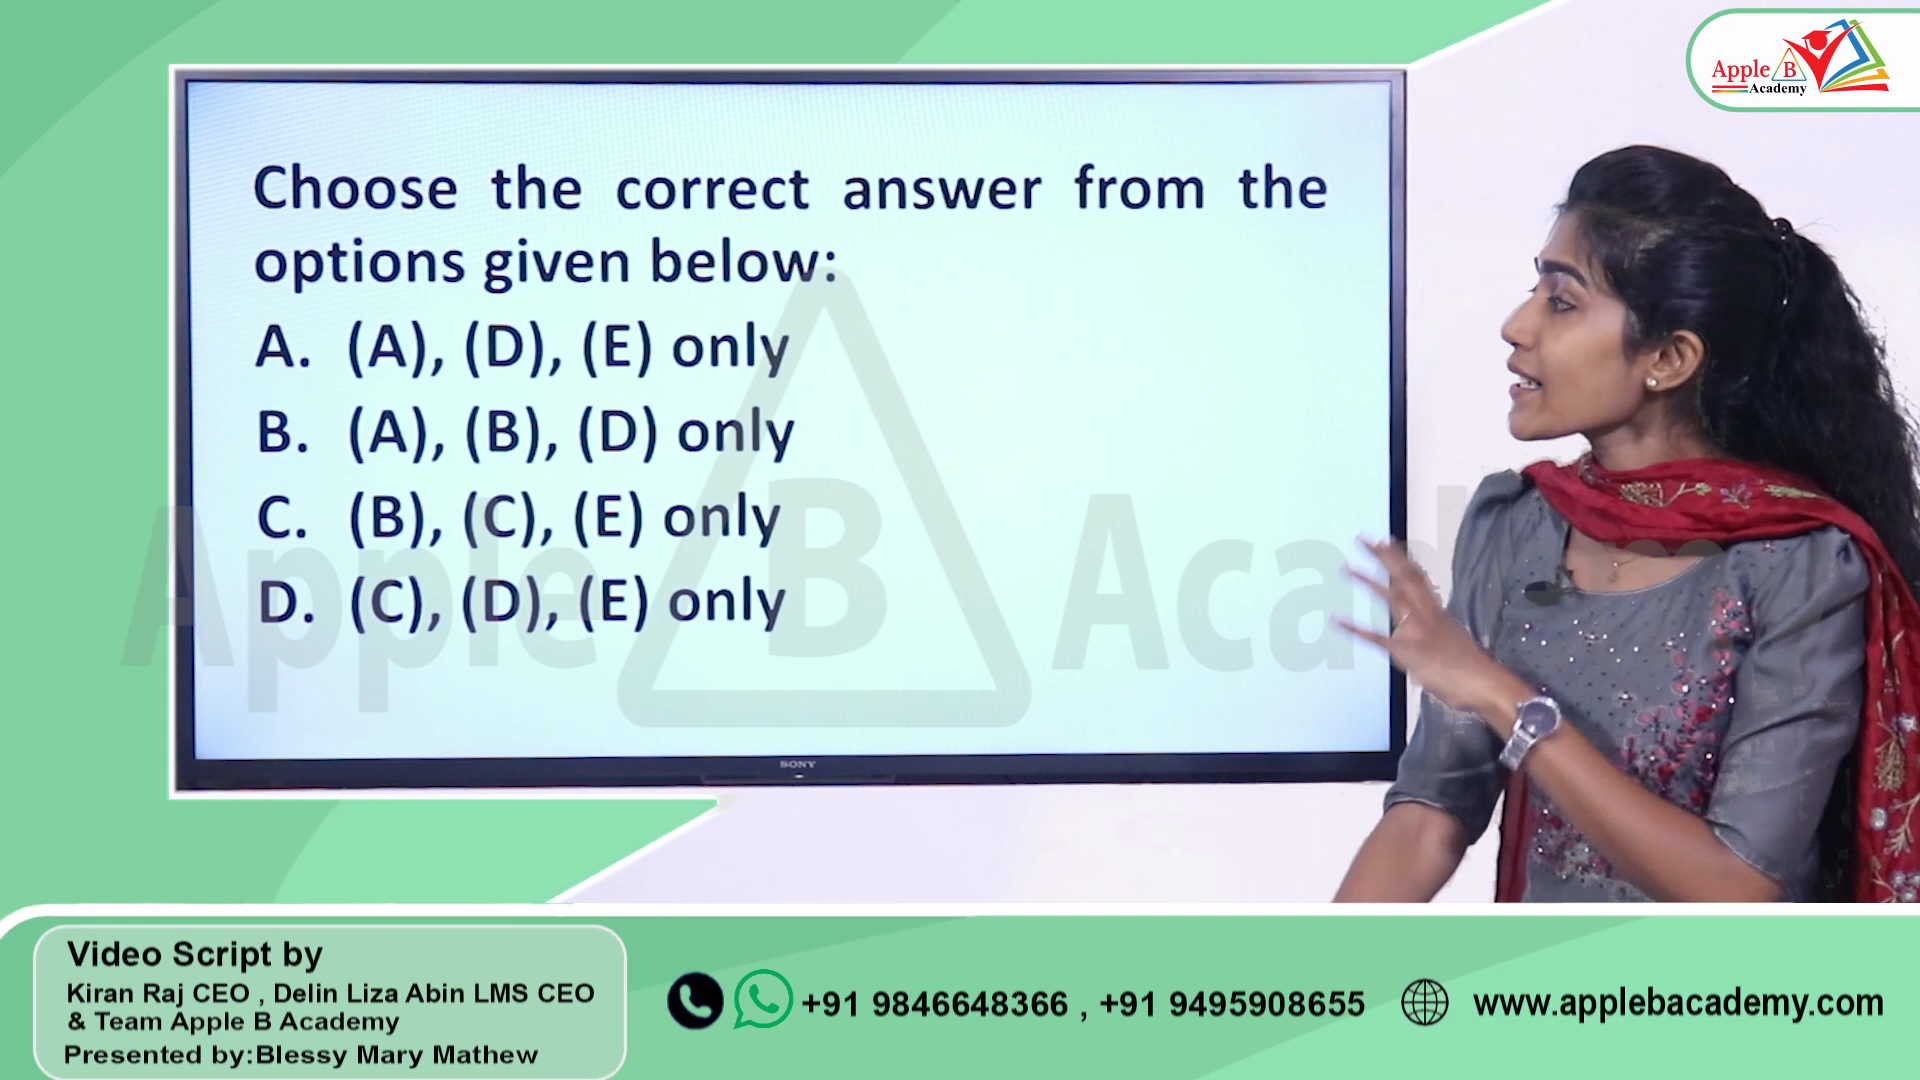 Apple B
Academy
Choose the correct answer from the
options given below:
A. (A), (D), (E) only
B. (A), (B), (D) only
C. (B), (C), (E) only
D. (C), (D), (E) only
Apple B Academy
SONY
Video Script by
Kiran Raj CEO , Delin Liza Abin LMS CEO
& Team Apple B Academy
Presented by:Blessy Mary Mathew
+91 9846648366 , +91 9495908655
www.applebacademy.com